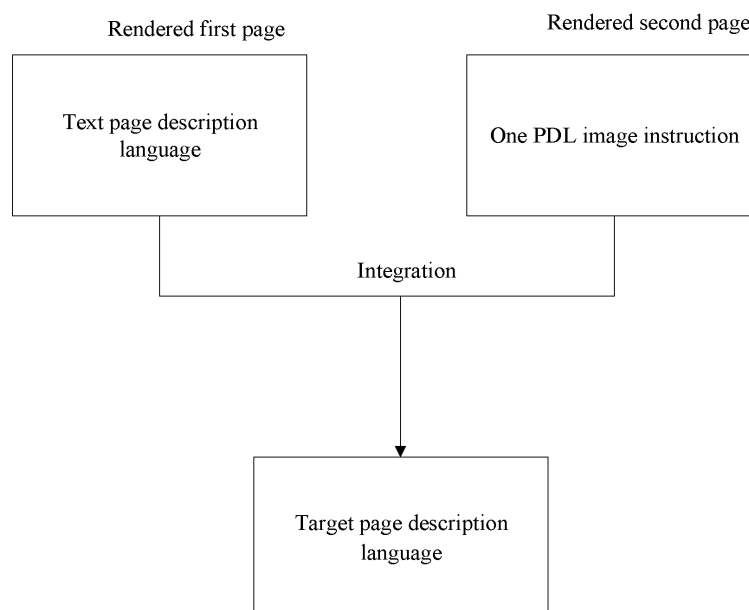 Rendered first page
Rendered second page
Text page description
language
One PDL image instruction
Integration
Target page description
language